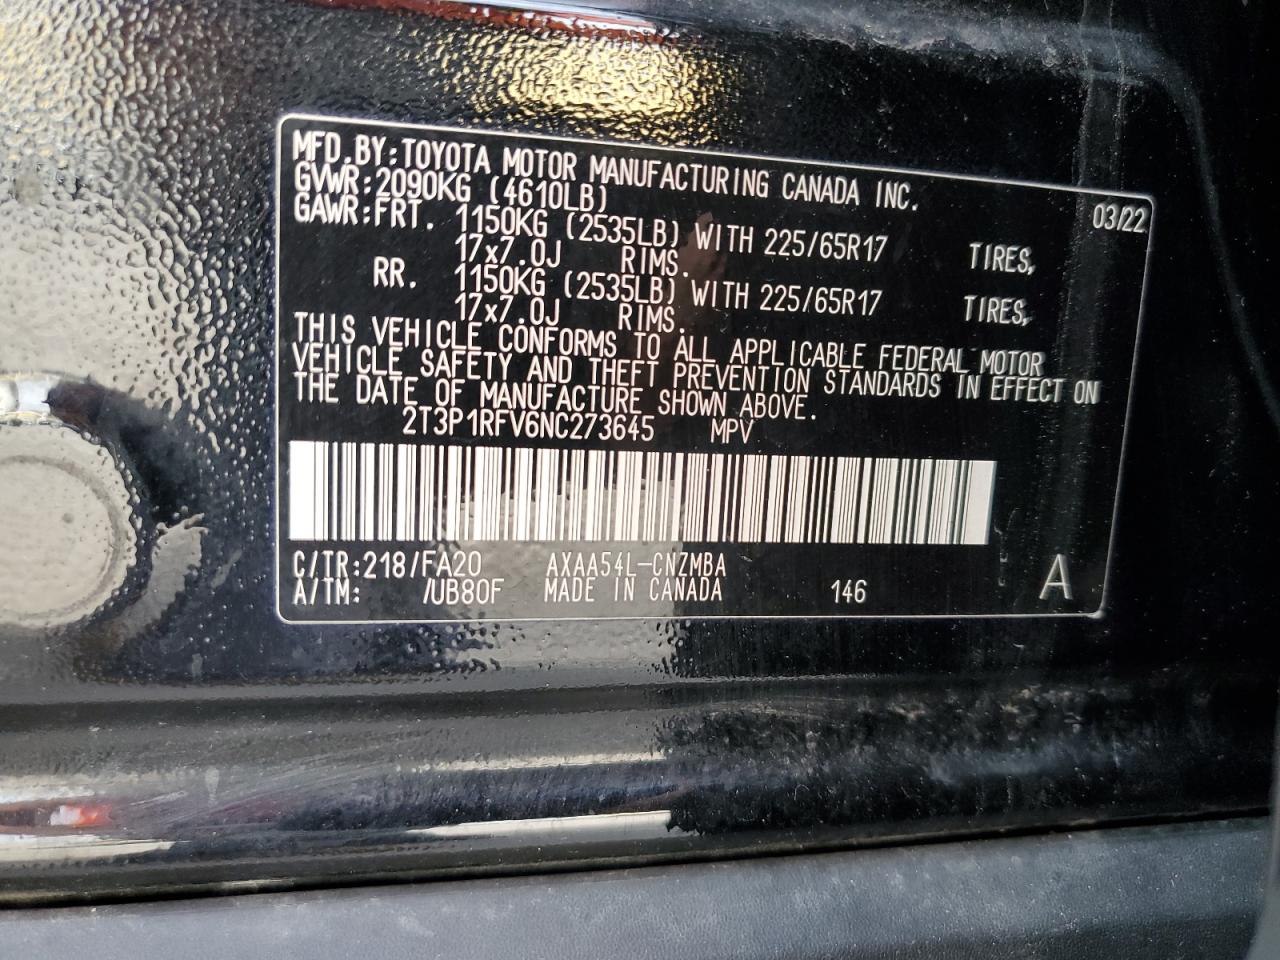 MFD.BY:TOYOTA MOTOR MANUFACTURING CANADA INC.
GVWR:2090KG (4610LB) 03/22
GAWR:FRT. 1150KG (2535LB) WITH 225/65R17 TIRES,
17x7.0J RIMS.
RR. 1150KG (2535LB) WITH 225/65R17 TIRES,
17x7.0J RIMS.
THIS VEHICLE CONFORMS TO ALL APPLICABLE FEDERAL MOTOR
VEHICLE SAFETY AND THEFT PREVENTION STANDARDS IN EFFECT ON
THE DATE OF MANUFACTURE SHOWN ABOVE.
2T3P1RFV6NC273645 MPV
C/TR:218/FA20 AXAA54L-CNZMBA
A/TM: /UB80F MADE IN CANADA 146 A